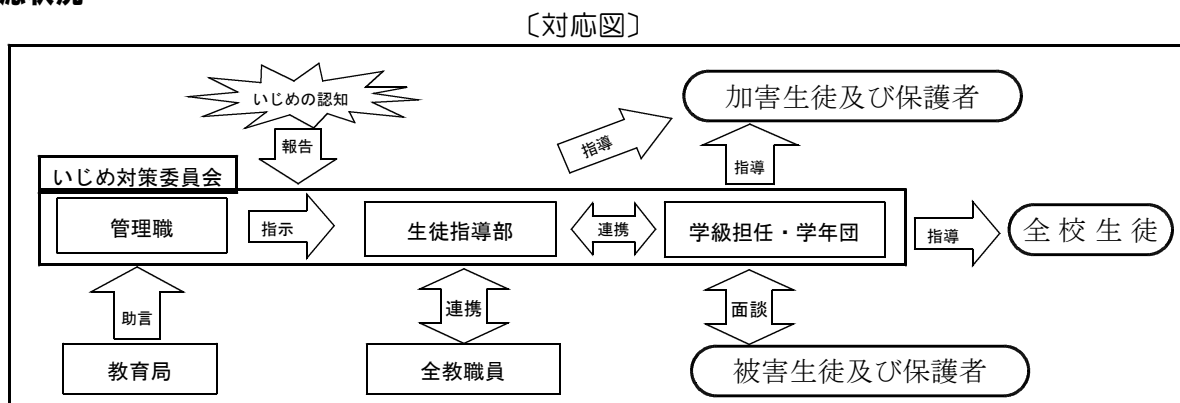 〔対応図〕
いじめの認知
加害生徒及び保護者
報告
指導
指導
いじめ対策委員会
管理職
指示
生徒指導部
連携
学級担任・学年団
指導
全校生徒
助言
連携
面談
教育局
全教職員
被害生徒及び保護者